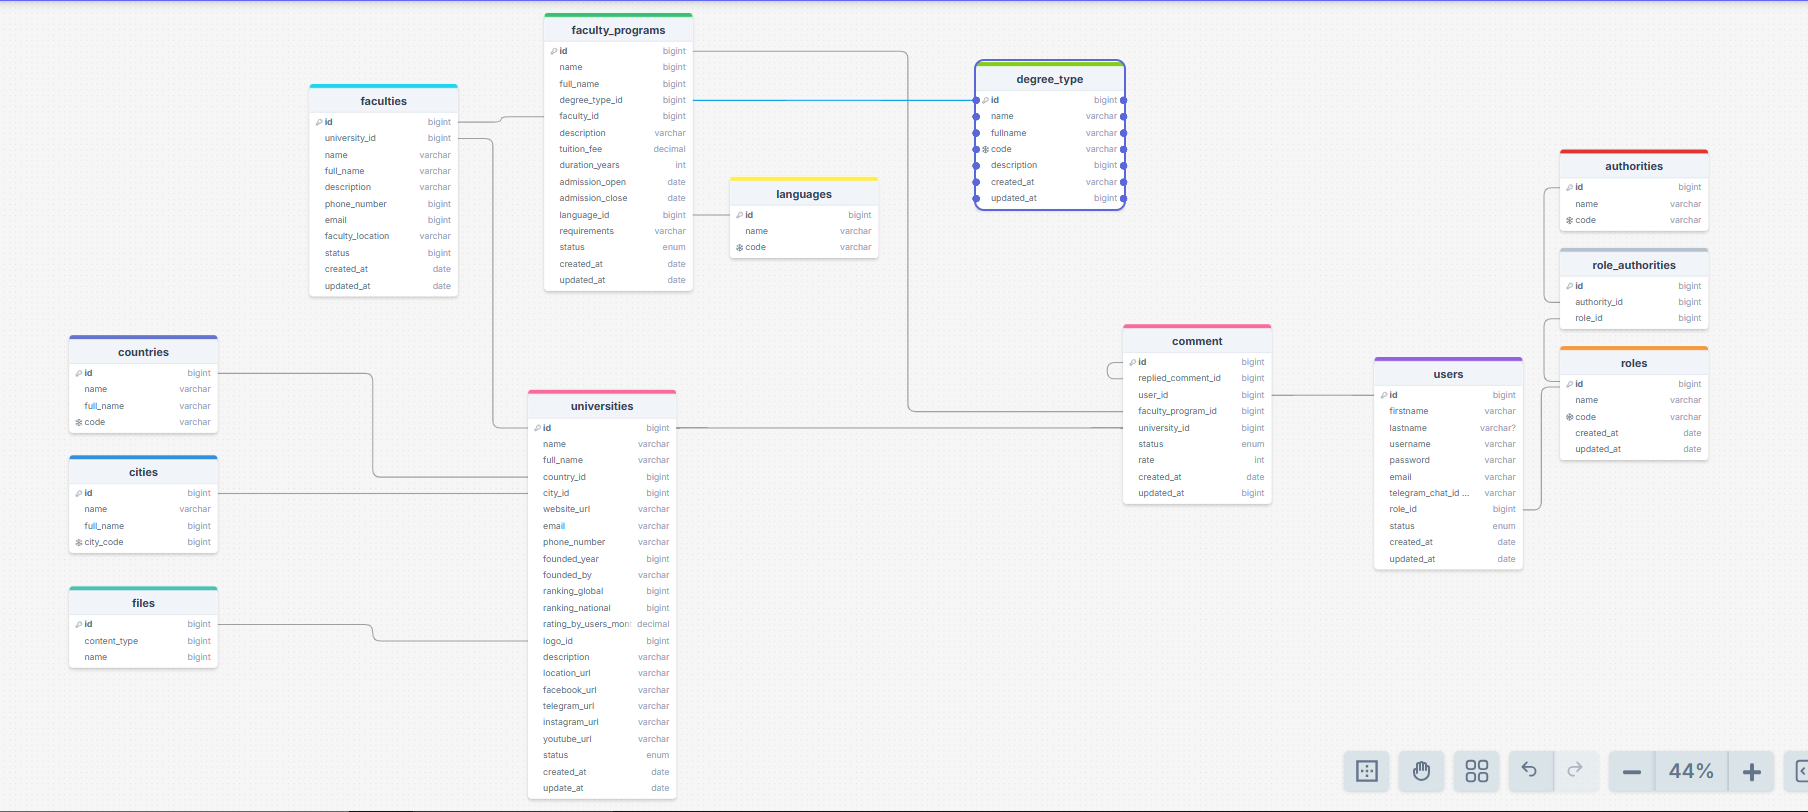 faculty_programs
id bigint
name bigint
full_name bigint
degree_type_id bigint
faculty_id bigint
description varchar
tuition_fee decimal
duration_years int
admission_open date
admission_close date
language_id bigint
requirements varchar
status enum
created_at date
updated_at date
degree_type
id bigint
name varchar
fullname varchar
code varchar
description bigint
created_at varchar
updated_at bigint
faculties
id bigint
university_id bigint
name varchar
full_name varchar
description varchar
phone_number bigint
email bigint
faculty_location varchar
status bigint
created_at date
updated_at date
languages
id bigint
name varchar
code varchar
authorities
id bigint
name varchar
code varchar
role_authorities
id bigint
authority_id bigint
role_id bigint
roles
id bigint
name varchar
code varchar
created_at date
updated_at date
countries
id bigint
name varchar
full_name bigint
code varchar
cities
id bigint
name varchar
full_name bigint
city_code bigint
files
id bigint
content_type bigint
name bigint
universities
id bigint
name varchar
full_name varchar
country_id bigint
city_id bigint
website_url varchar
email varchar
phone_number varchar
founded_year bigint
founded_by varchar
ranking_global bigint
ranking_national bigint
rating_by_users_mon decimal
logo_id bigint
description varchar
location_url varchar
facebook_url varchar
telegram_url varchar
instagram_url varchar
youtube_url varchar
status enum
created_at date
update_at date
comment
id bigint
replied_comment_id bigint
user_id bigint
faculty_program_id bigint
university_id bigint
status enum
rate int
created_at date
updated_at bigint
users
id bigint
firstname varchar
lastname varchar?
username varchar
password varchar
email varchar
telegram_chat_id ... varchar
role_id bigint
status enum
created_at date
updated_at date
44%